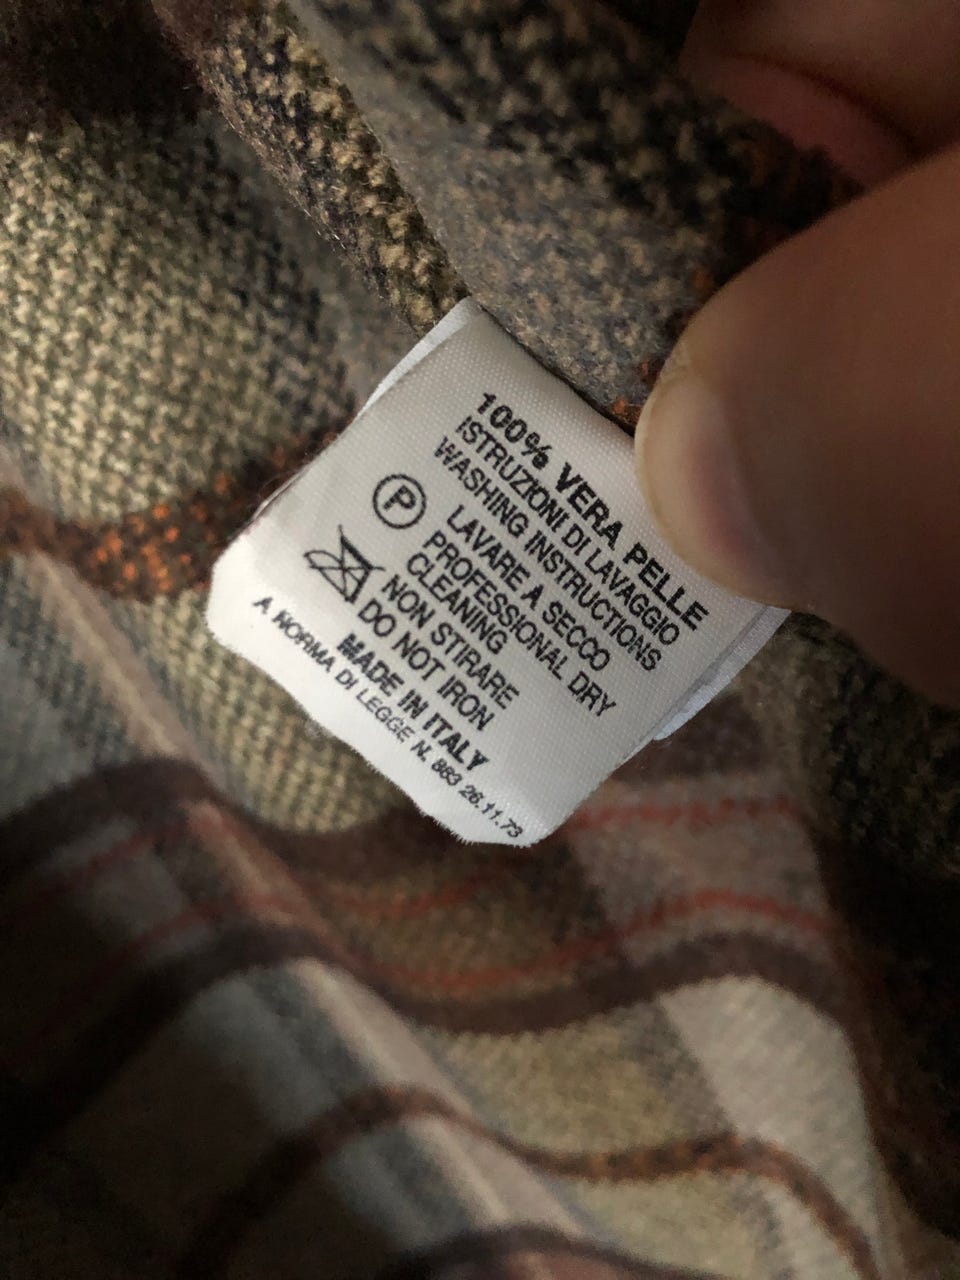 100% VERA PELLE
ISTRUZIONI DI LAVAGGIO
WASHING INSTRUCTIONS
P
LAVARE A SECCO
PROFESSIONAL DRY
CLEANING
NON STIRARE
DO NOT IRON
MADE IN ITALY
A NORMA DI LEGGE N. 883 26.11.73